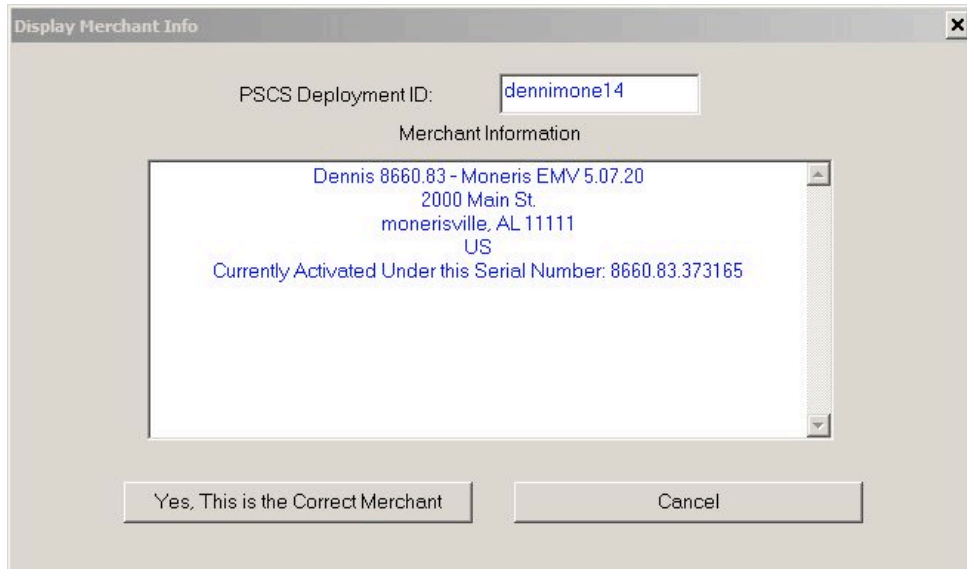 Display Merchant Info
PSCS Deployment ID: dennimone14
Merchant Information
Dennis 8660.83 - Moneris EMV 5.07.20
2000 Main St.
monerisville, AL 11111
US
Currently Activated Under this Serial Number: 8660.83.373165
Yes, This is the Correct Merchant
Cancel